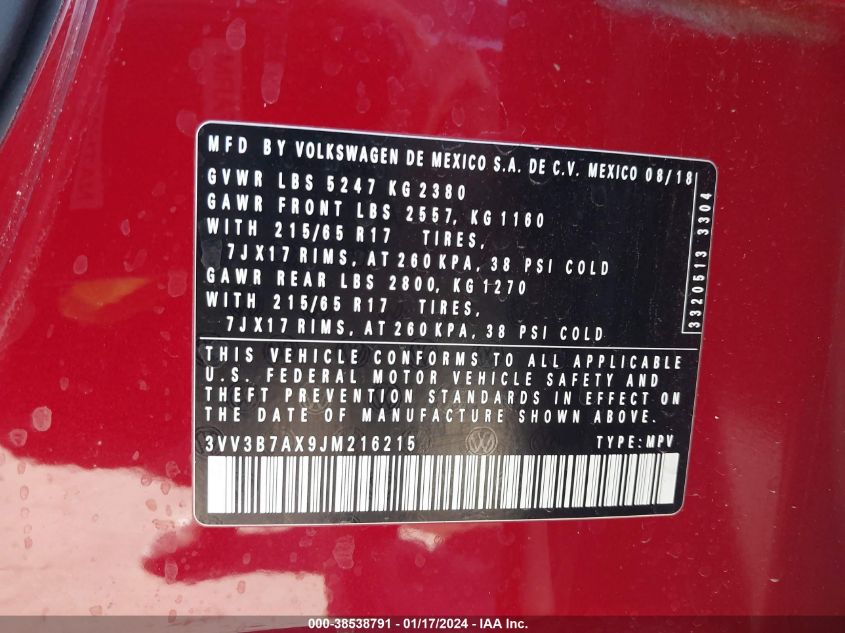 MFD BY VOLKSWAGEN DE MEXICO S.A. DE C.V. MEXICO 08/18
GVWR LBS 5247 KG 2380
GAWR FRONT LBS 2557, KG 1160
WITH 215/65 R17 TIRES,
7JX17 RIMS, AT 260 KPA, 38 PSI COLD
GAWR REAR LBS 2800, KG 1270
WITH 215/65 R17 TIRES,
7JX17 RIMS, AT 260 KPA, 38 PSI COLD
3320513 3304
THIS VEHICLE CONFORMS TO ALL APPLICABLE
U.S. FEDERAL MOTOR VEHICLE SAFETY AND
THEFT PREVENTION STANDARDS IN EFFECT ON
THE DATE OF MANUFACTURE SHOWN ABOVE.
3VV3B7AX9JM216215 TYPE: MPV
000-38538791 - 01/17/2024 - IAA Inc.